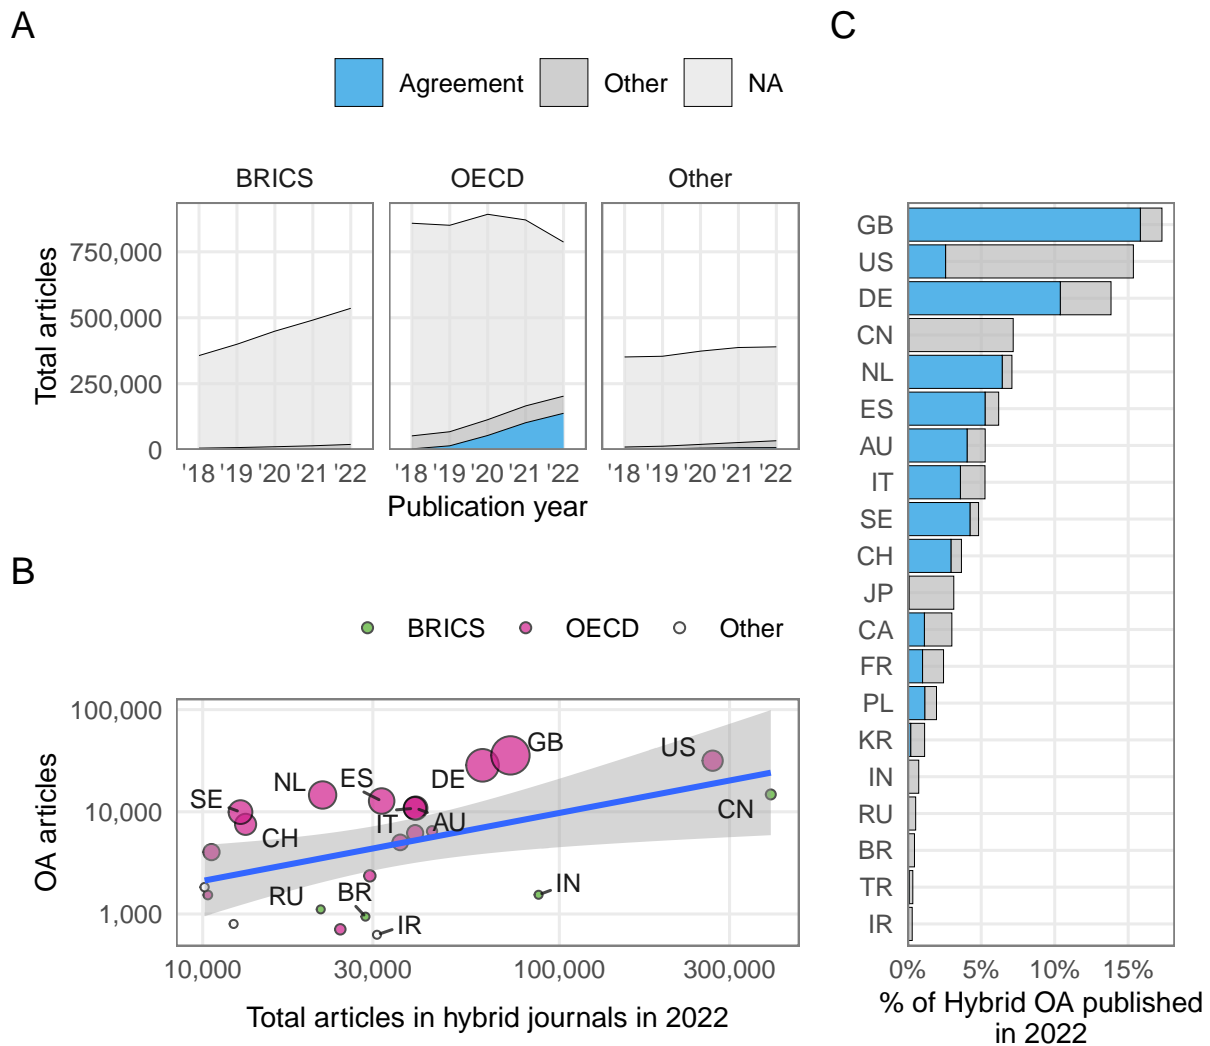 A
Agreement
Other
NA
BRICS
OECD
Other
Total articles
750,000
500,000
250,000
0
'18 '19 '20 '21 '22
'18 '19 '20 '21 '22
'18 '19 '20 '21 '22
Publication year
B
BRICS
OECD
Other
OA articles
100,000
10,000
1,000
GB
US
DE
ES
NL
SE
CN
IT
AU
CH
IN
BR
RU
IR
10,000
30,000
100,000
300,000
Total articles in hybrid journals in 2022
C
GB
US
DE
CN
NL
ES
AU
IT
SE
CH
JP
CA
FR
PL
KR
IN
RU
BR
TR
IR
0%
5%
10%
15%
% of Hybrid OA published
in 2022